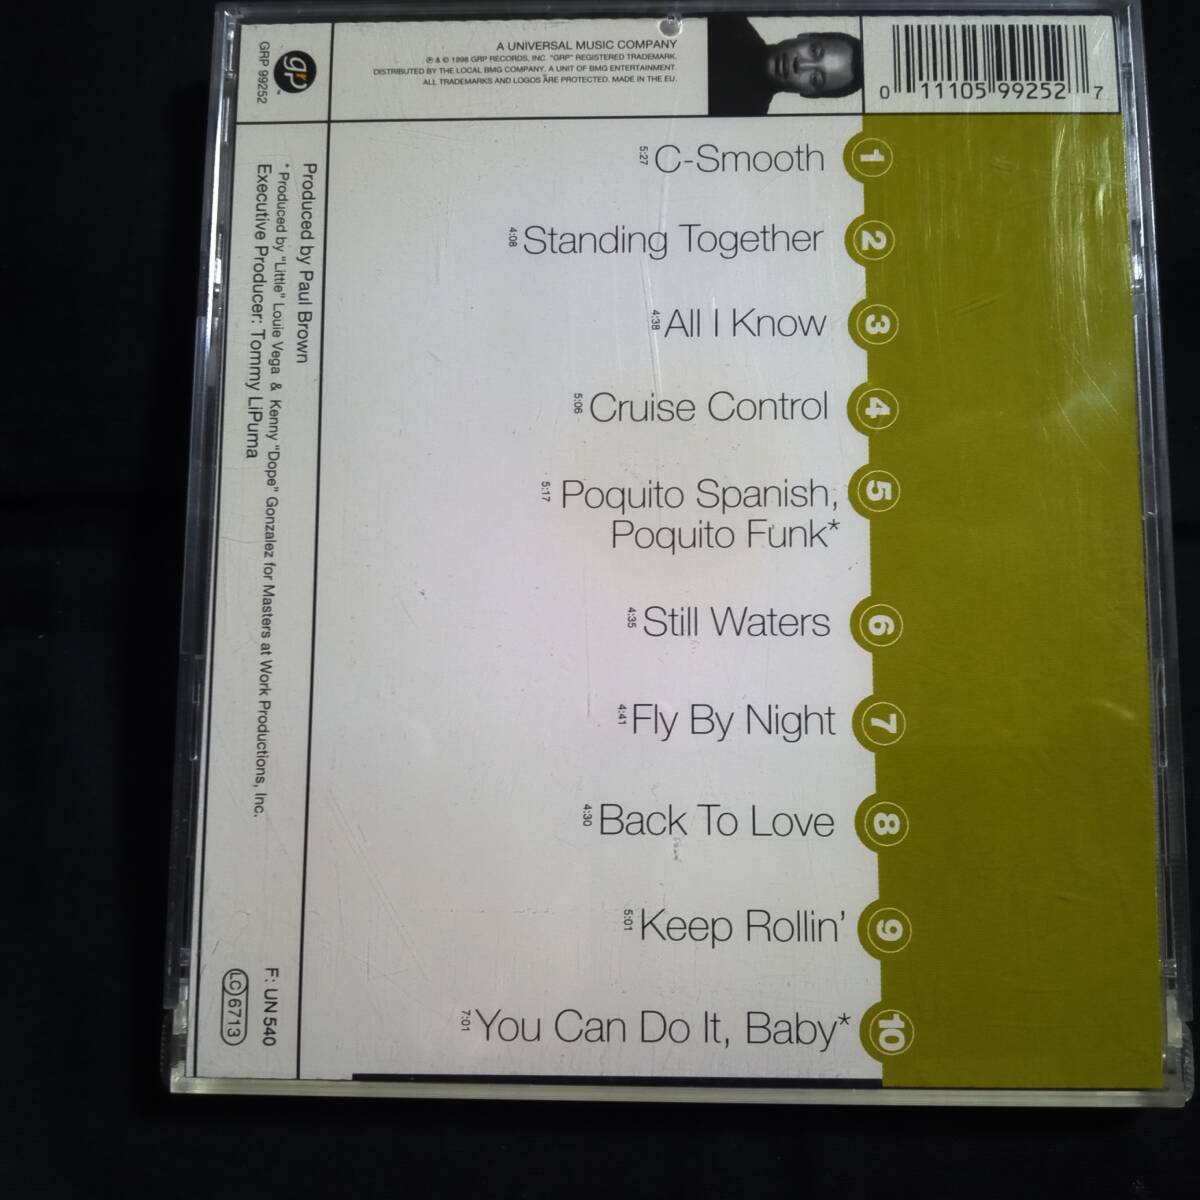 A UNIVERSAL MUSIC COMPANY
℗ & © 1998 GRP RECORDS, INC. "GRP" REGISTERED TRADEMARK.
DISTRIBUTED BY THE LOCAL BMG COMPANY. A UNIT OF BMG ENTERTAINMENT.
ALL TRADEMARKS AND LOGOS ARE PROTECTED. MADE IN THE EU.
0 11105 99252 7
grp
GRP 99252
5:27 C-Smooth 1
4:08 Standing Together 2
4:38 All I Know 3
5:06 Cruise Control 4
5:17 Poquito Spanish, 5
Poquito Funk*
4:35 Still Waters 6
4:41 Fly By Night 7
4:30 Back To Love 8
5:01 Keep Rollin' 9
7:01 You Can Do It, Baby* 10
Produced by Paul Brown
* Produced by "Little" Louie Vega & Kenny "Dope" Gonzalez for Masters at Work Productions, Inc.
Executive Producer: Tommy LiPuma
F: UN 540
LC 6713